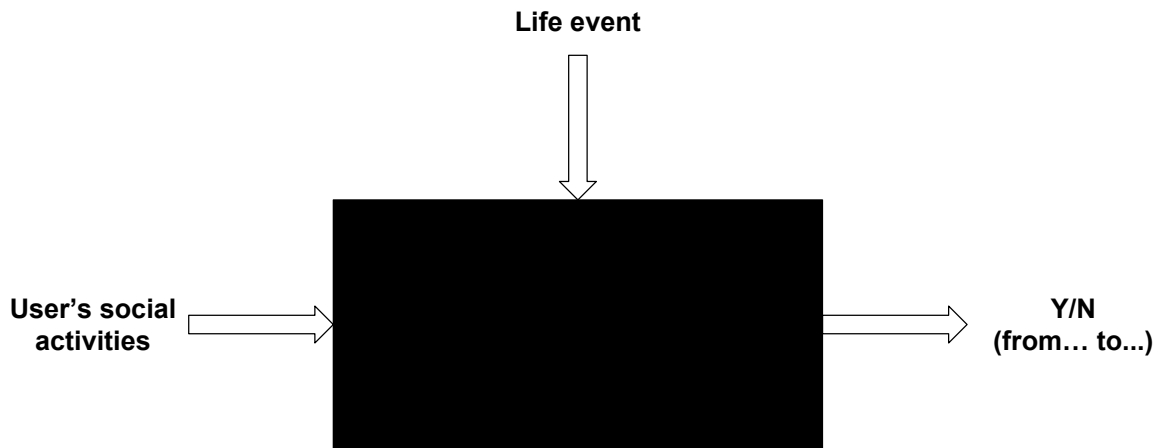 Life event
User’s social
activities
Y/N
(from… to...)